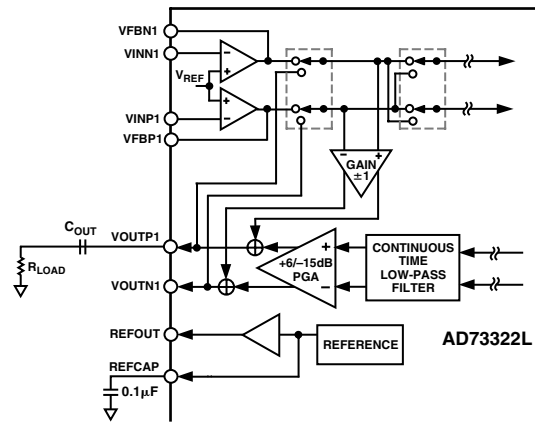 VFBN1
VINN1
VREF
VINP1
VFBP1
GAIN
±1
COUT
VOUTP1
RLOAD
+6/–15dB
PGA
CONTINUOUS
TIME
LOW-PASS
FILTER
VOUTN1
REFOUT
REFERENCE
AD73322L
REFCAP
0.1µF